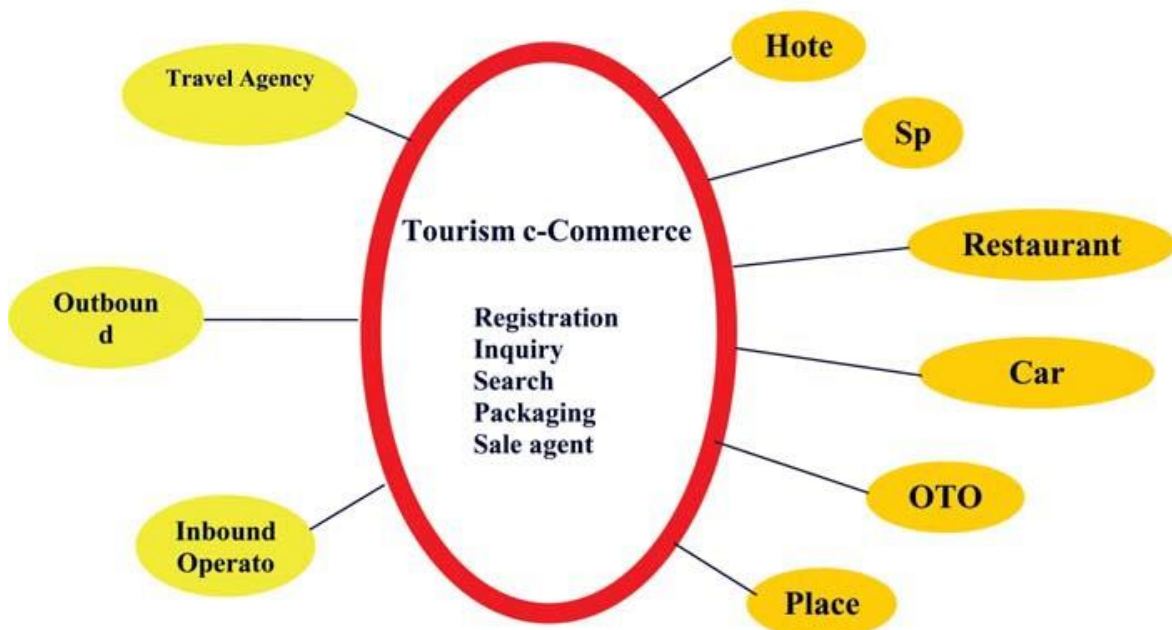 Travel Agency
Outboun
d
Inbound
Operato
Tourism c-Commerce
Registration
Inquiry
Search
Packaging
Sale agent
Hote
Sp
Restaurant
Car
OTO
Place